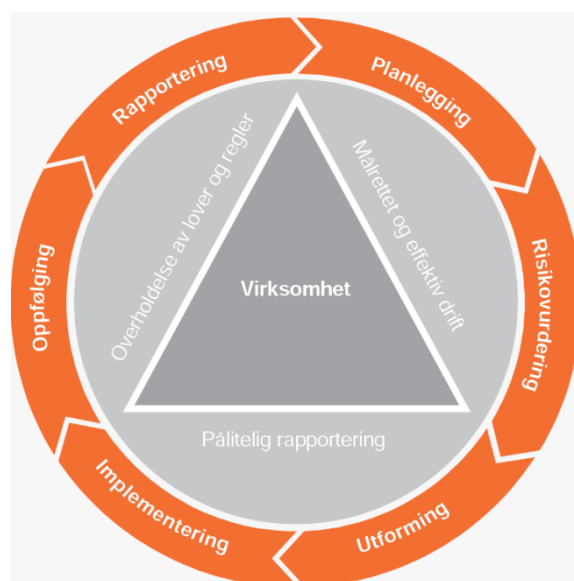 Planlegging
Risikovurdering
Utforming
Implementering
Oppfølging
Rapportering
Overholdelse av lover og regler
Målrettet og effektiv drift
Virksomhet
Pålitelig rapportering